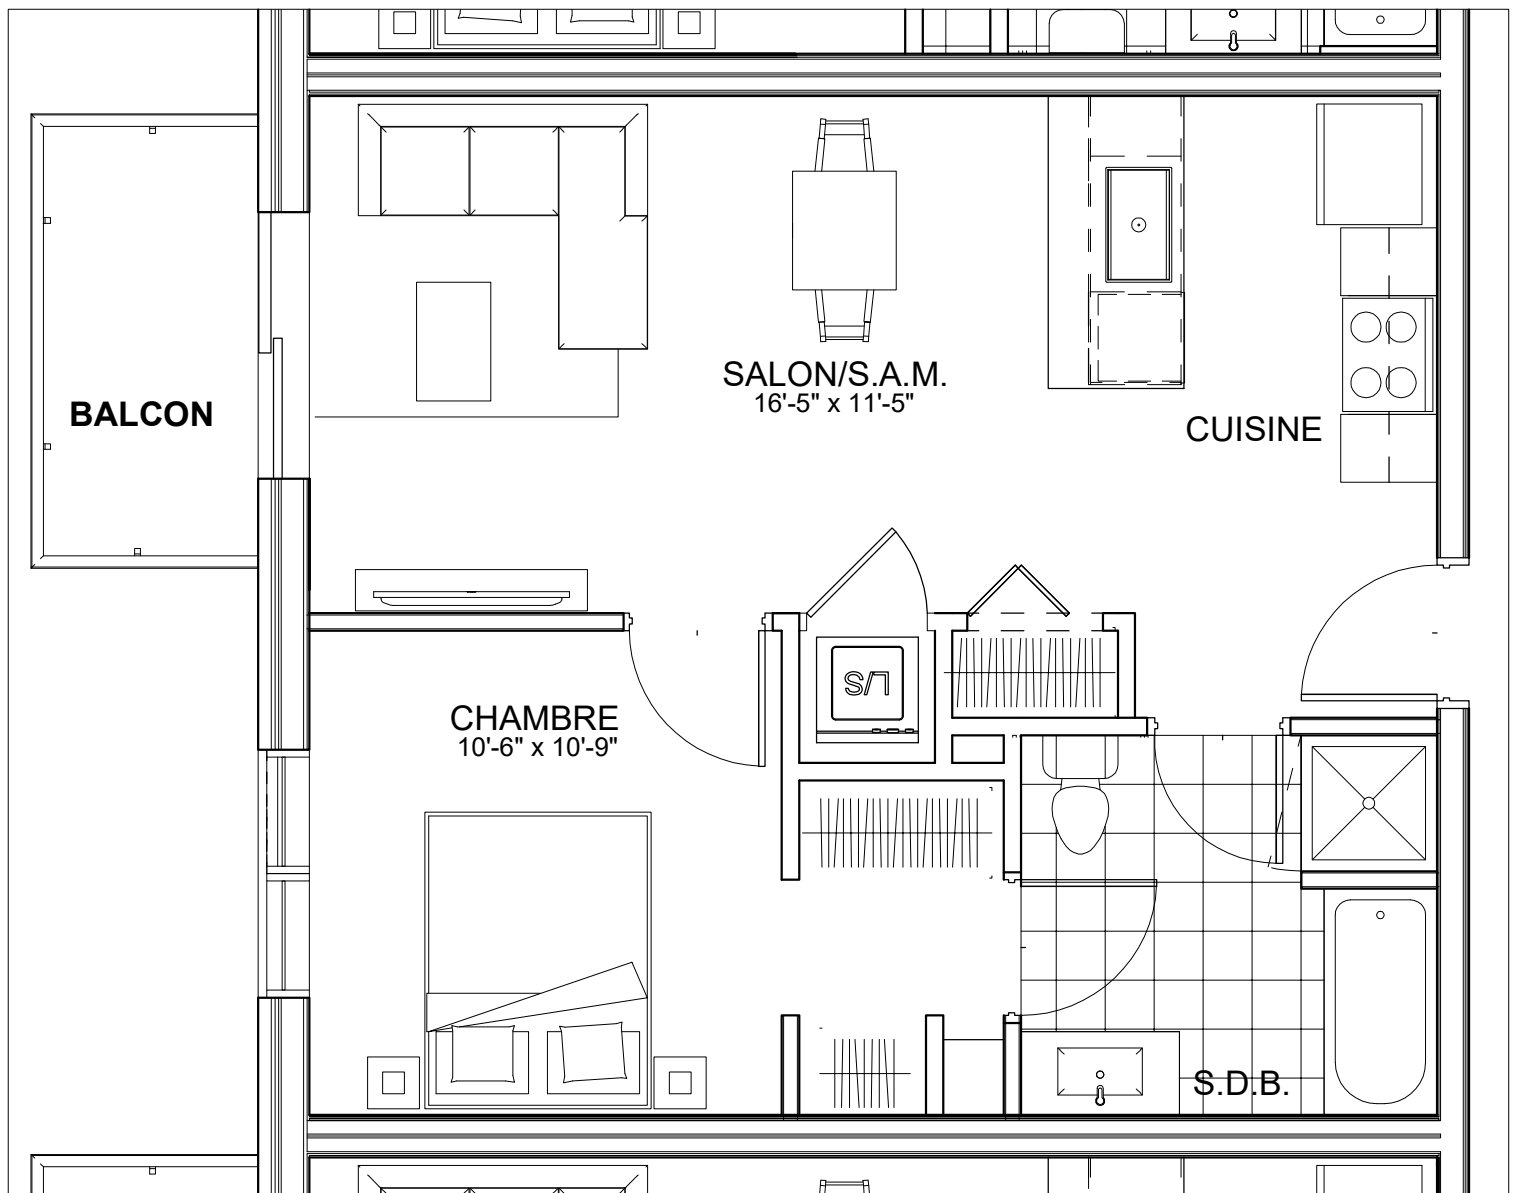 SALON/S.A.M.
16'-5" x 11'-5"
BALCON
CUISINE
L/S
CHAMBRE
10'-6" x 10'-9"
S.D.B.